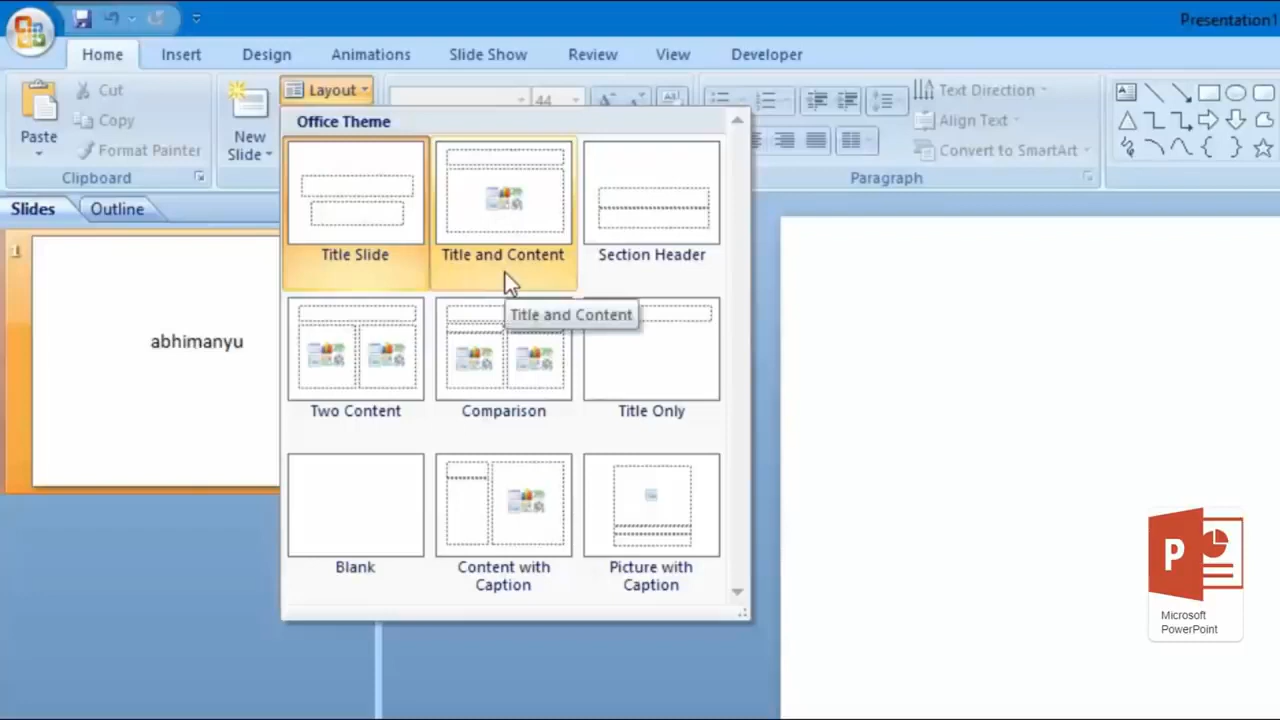 Presentation1
Home Insert Design Animations Slide Show Review View Developer
Paste
Cut
Copy
Format Painter
Clipboard
New
Slide
Layout
44
Text Direction
Align Text
Convert to SmartArt
Paragraph
Slides Outline
1
abhimanyu
Office Theme
Title Slide Title and Content Section Header
Title and Content
Two Content Comparison Title Only
Blank
Content with
Caption
Picture with
Caption
P
Microsoft
PowerPoint